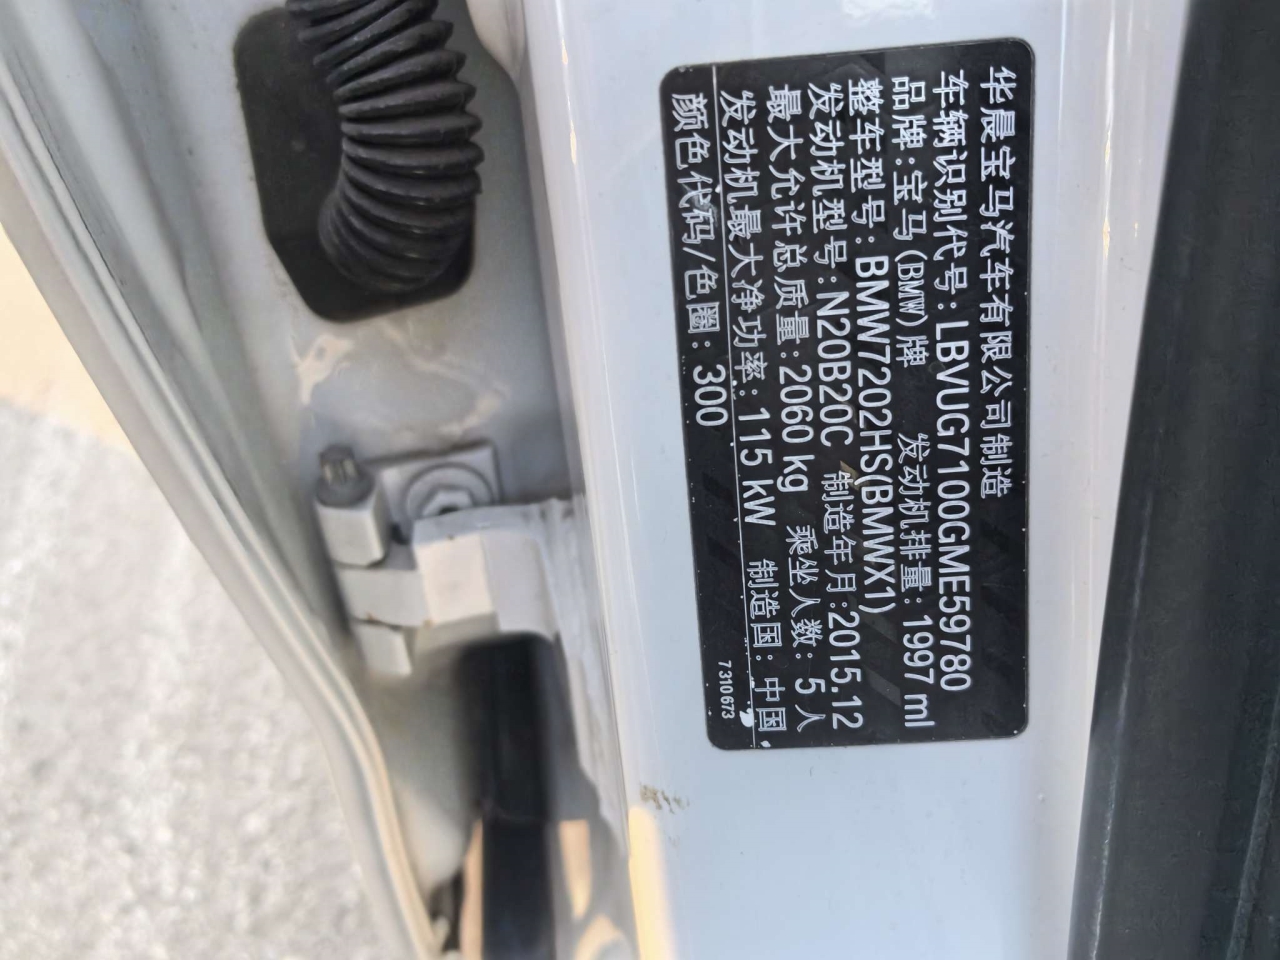 华晨宝马汽车有限公司制造
车辆识别代号:LBVUG7100GME59780
品牌:宝马(BMW)牌 发动机排量:1997 ml
整车型号:BMW7202HS(BMWX1)
发动机型号:N20B20C 制造年月:2015.12
最大允许总质量:2060 kg 乘坐人数: 5 人
发动机最大净功率:115 kW 制造国: 中国
颜色代码/色圈: 300
7310673